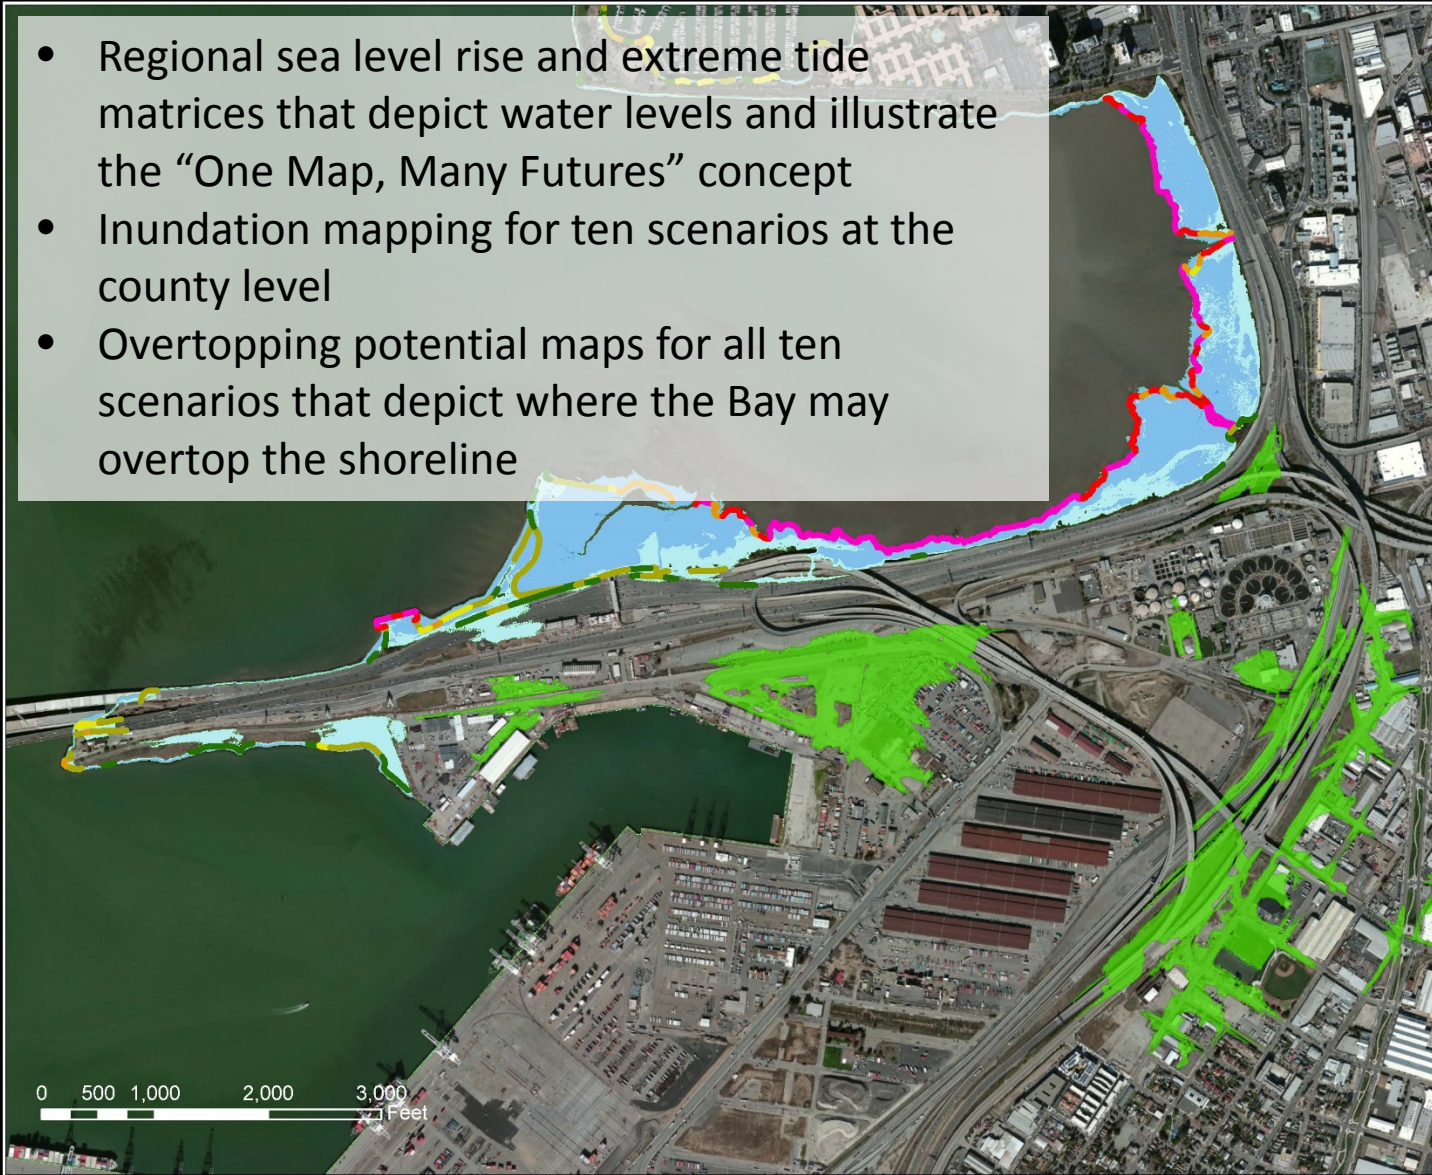 • Regional sea level rise and extreme tide
matrices that depict water levels and illustrate
the “One Map, Many Futures” concept
• Inundation mapping for ten scenarios at the
county level
• Overtopping potential maps for all ten
scenarios that depict where the Bay may
overtop the shoreline
0 500 1,000 2,000 3,000
Feet